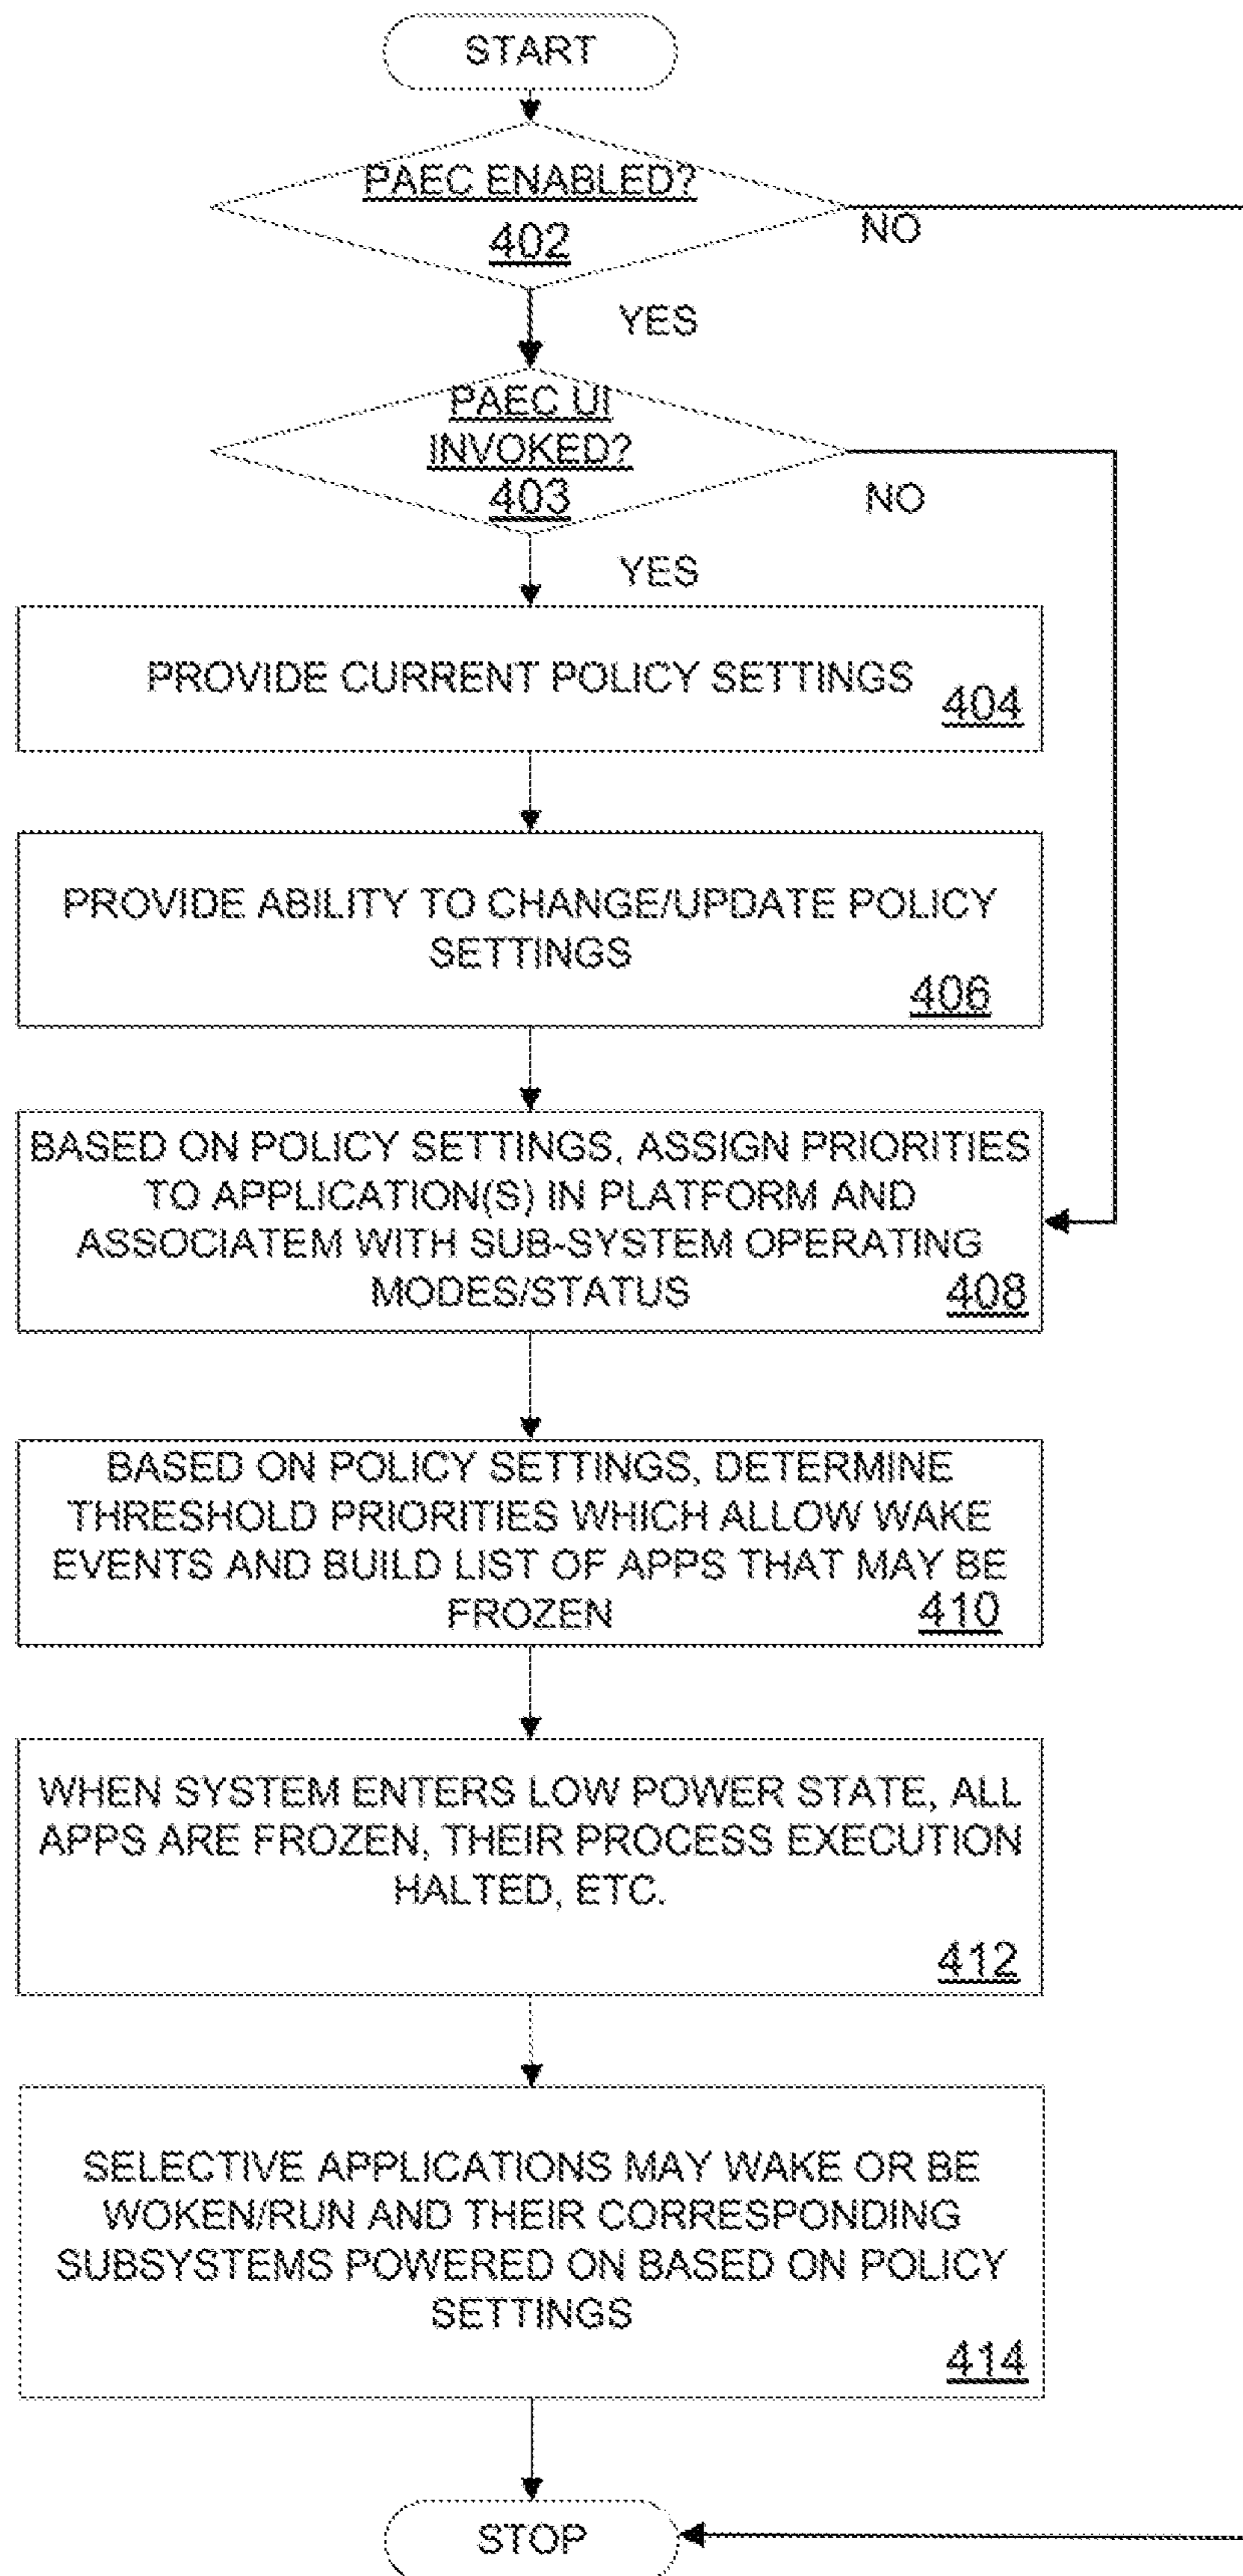 START
PAEC ENABLED?
402
NO
YES
PAEC UI
INVOKED?
403
NO
YES
PROVIDE CURRENT POLICY SETTINGS
404
PROVIDE ABILITY TO CHANGE/UPDATE POLICY
SETTINGS
406
BASED ON POLICY SETTINGS, ASSIGN PRIORITIES
TO APPLICATION(S) IN PLATFORM AND
ASSOCIATEM WITH SUB-SYSTEM OPERATING
MODES/STATUS
408
BASED ON POLICY SETTINGS, DETERMINE
THRESHOLD PRIORITIES WHICH ALLOW WAKE
EVENTS AND BUILD LIST OF APPS THAT MAY BE
FROZEN
410
WHEN SYSTEM ENTERS LOW POWER STATE, ALL
APPS ARE FROZEN, THEIR PROCESS EXECUTION
HALTED, ETC.
412
SELECTIVE APPLICATIONS MAY WAKE OR BE
WOKEN/RUN AND THEIR CORRESPONDING
SUBSYSTEMS POWERED ON BASED ON POLICY
SETTINGS
414
STOP